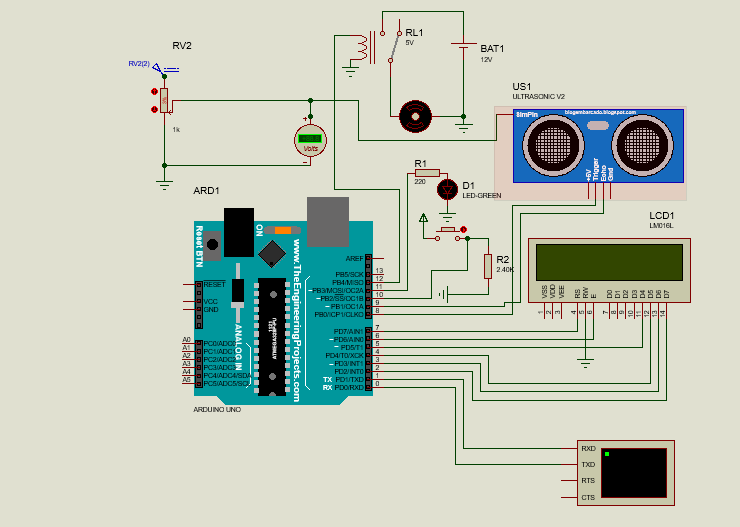 RV2
RV2(2)
1k
+
Volts
-
RL1
5V
BAT1
12V
US1
ULTRASONIC V2
SimPin
blogembarcado.blogspot.com
+5V
Trigger
Echo
Gnd
R1
220
D1
LED-GREEN
R2
2.40K
LCD1
LM016L
VSS
VDD
VEE
RS
RW
E
D0
D1
D2
D3
D4
D5
D6
D7
1
2
3
4
5
6
7
8
9
10
11
12
13
14
ARD1
Reset BTN
ON
www.TheEngineeringProjects.com
ANALOG IN
RESET
VCC
GND
A0 PC0/ADC0
A1 PC1/ADC1
A2 PC2/ADC2
A3 PC3/ADC3
A4 PC4/ADC4/SDA
A5 PC5/ADC5/SCL
AREF
PB5/SCK 13
PB4/MISO 12
~PB3/MOSI/OC2A 11
~PB2/SS/OC1B 10
~PB1/OC1A 9
PB0/ICP1/CLKO 8
PD7/AIN1 7
~PD6/AIN0 6
~PD5/T1 5
PD4/T0/XCK 4
~PD3/INT1 3
PD2/INT0 2
TX PD1/TXD 1
RX PD0/RXD 0
ARDUINO UNO
RXD
TXD
RTS
CTS